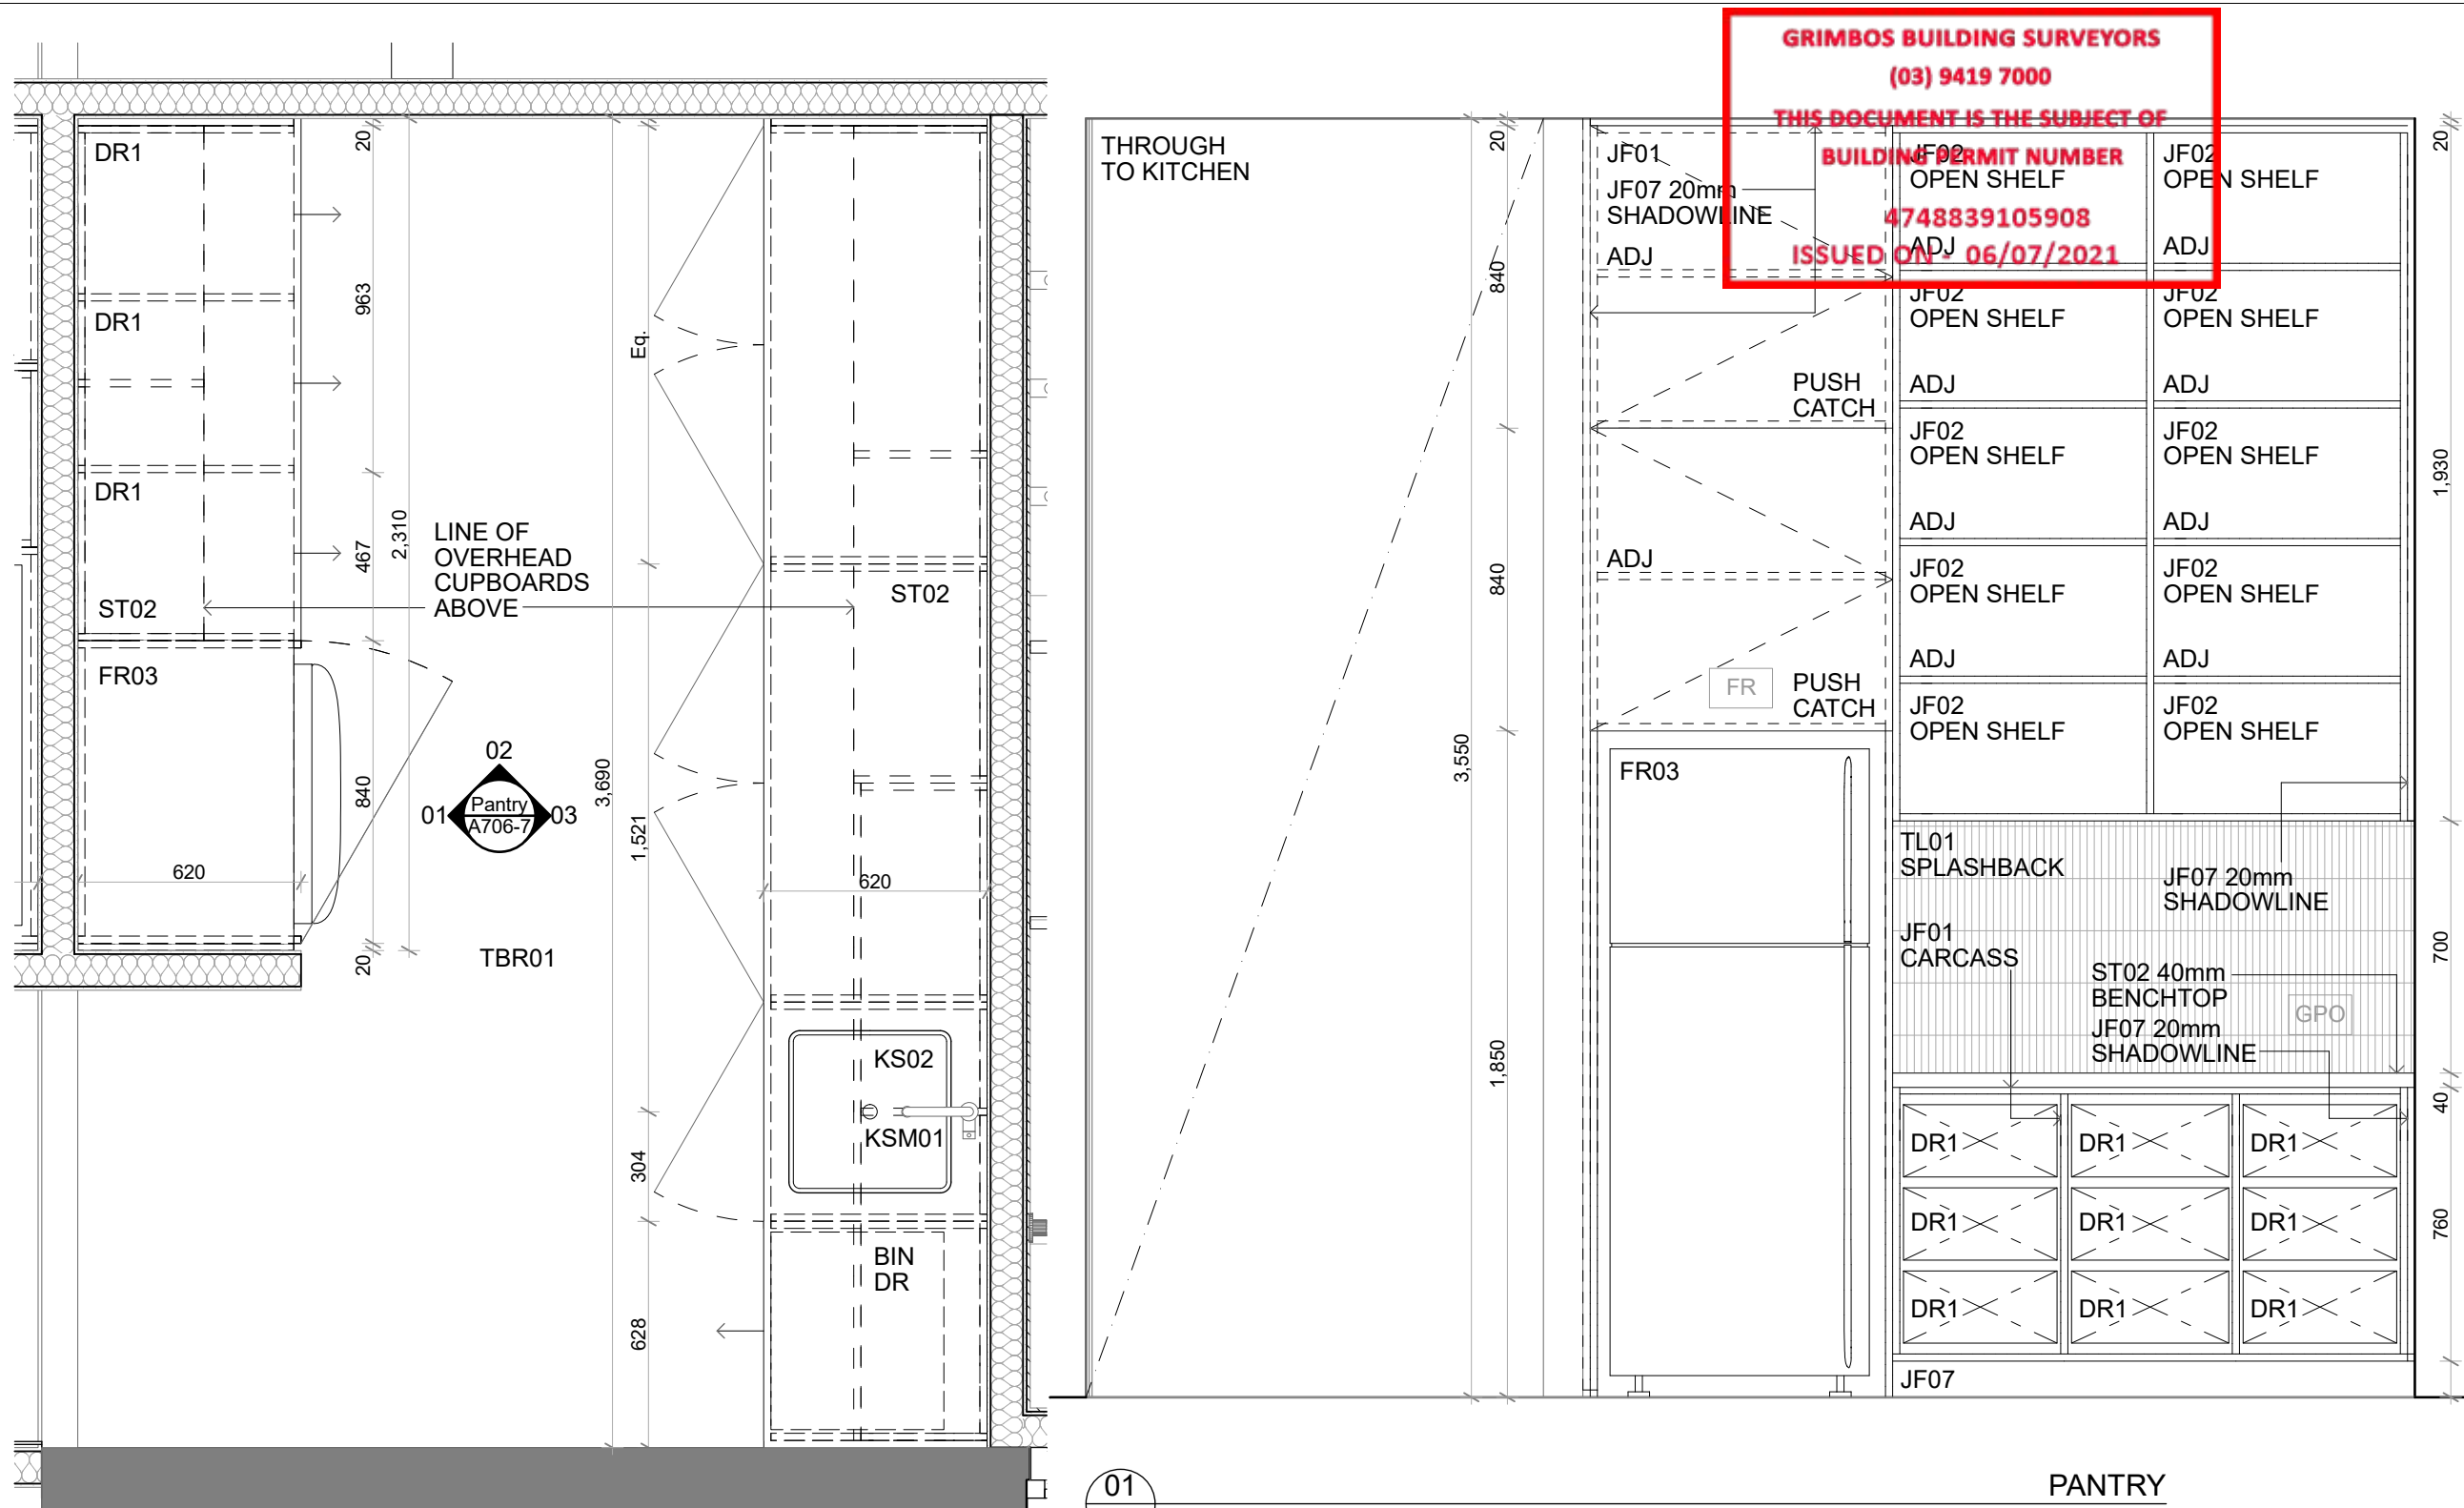 GRIMBOS BUILDING SURVEYORS
(03) 9419 7000
THIS DOCUMENT IS THE SUBJECT OF
BUILDING PERMIT NUMBER
4748839105908
ISSUED ON - 06/07/2021
DR1
DR1
DR1
ST02
FR03
620
20
963
467
840
20
2,310
LINE OF
OVERHEAD
CUPBOARDS
ABOVE
02
01
Pantry
A706-7
03
TBR01
3,690
Eq.
1,521
304
628
620
ST02
KS02
KSM01
BIN
DR
THROUGH
TO KITCHEN
3,550
20
840
840
1,850
JF01
JF07 20mm
SHADOWLINE
ADJ
PUSH
CATCH
ADJ
FR
PUSH
CATCH
FR03
JF02
OPEN SHELF
JF02
OPEN SHELF
ADJ
ADJ
JF02
OPEN SHELF
JF02
OPEN SHELF
ADJ
ADJ
JF02
OPEN SHELF
JF02
OPEN SHELF
ADJ
ADJ
JF02
OPEN SHELF
JF02
OPEN SHELF
ADJ
ADJ
JF02
OPEN SHELF
JF02
OPEN SHELF
TL01
SPLASHBACK
JF07 20mm
SHADOWLINE
JF01
CARCASS
ST02 40mm
BENCHTOP
GPO
JF07 20mm
SHADOWLINE
DR1
DR1
DR1
DR1
DR1
DR1
DR1
DR1
DR1
JF07
20
1,930
700
40
760
01
PANTRY